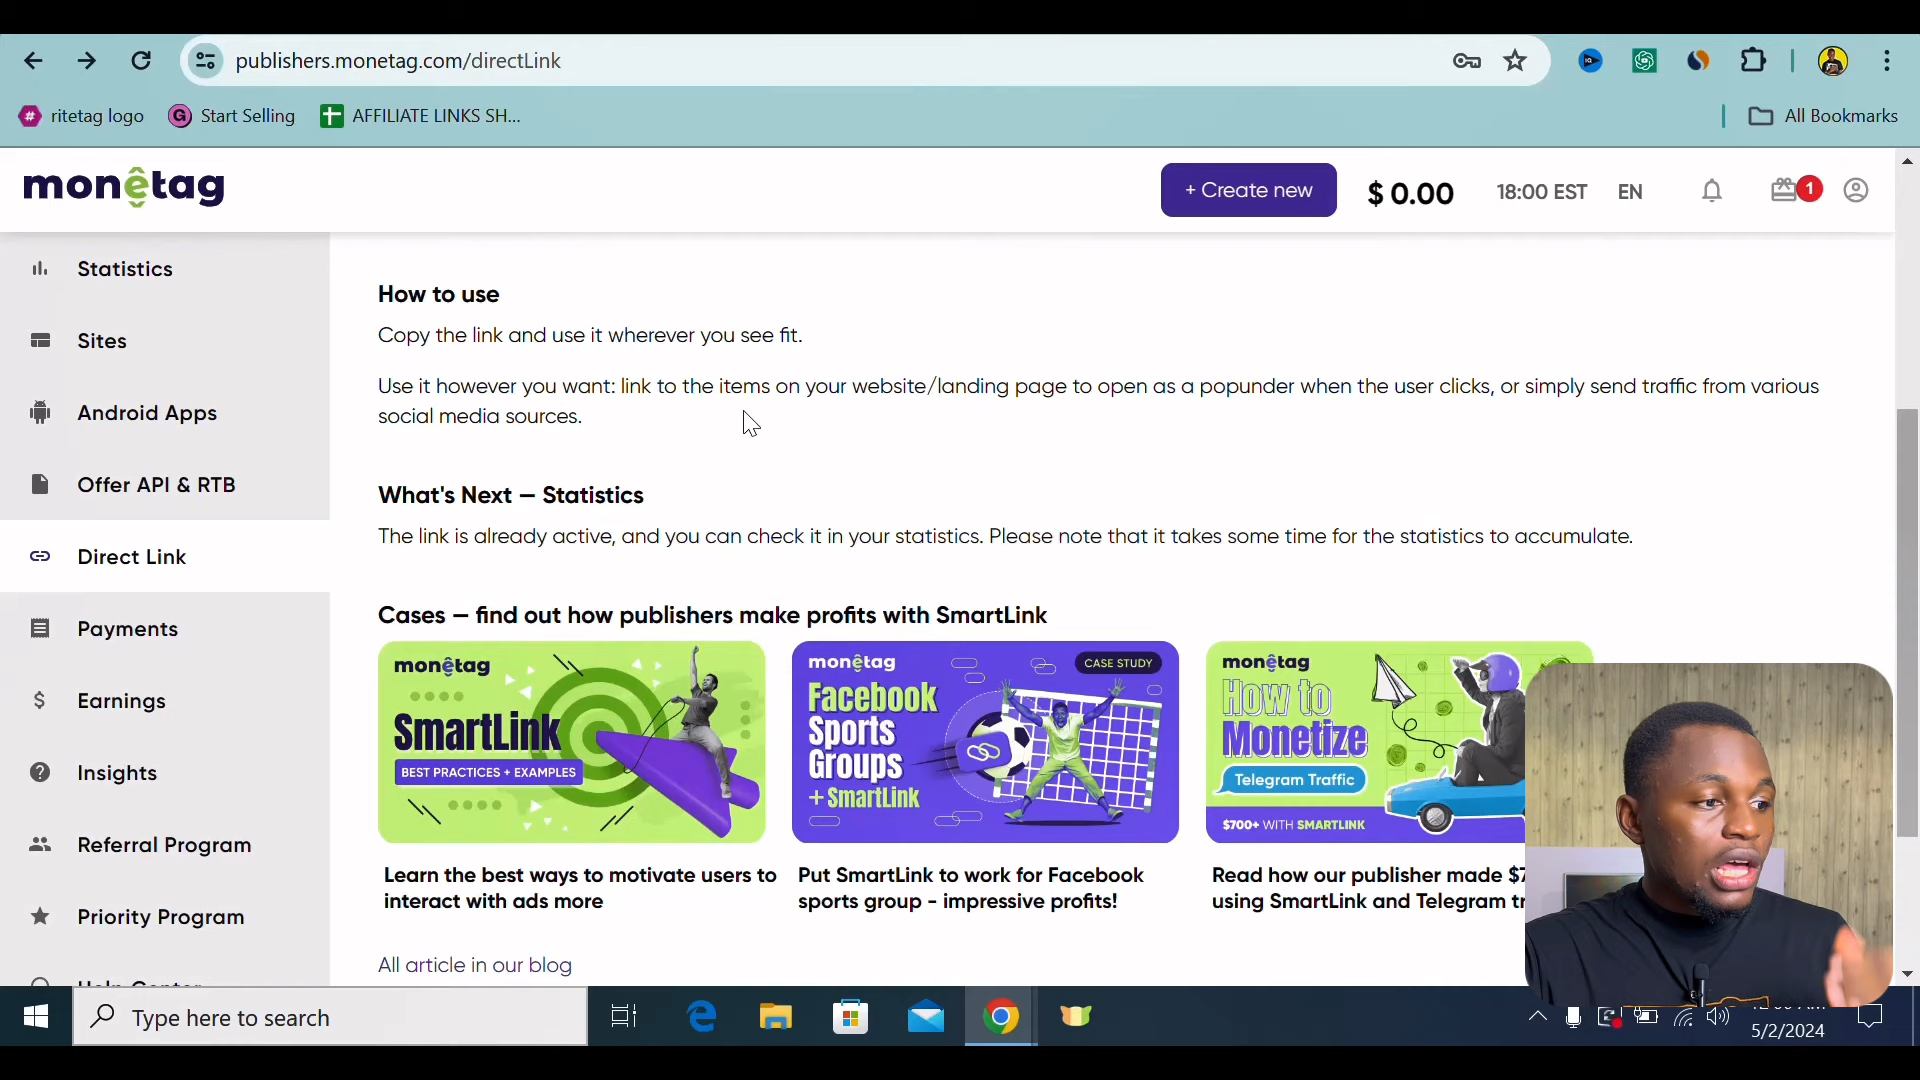 publishers.monetag.com/directLink
# ritetag logo
G Start Selling
AFFILIATE LINKS SH...
All Bookmarks
monetag
+ Create new
$ 0.00
18:00 EST
EN
1
Statistics
Sites
Android Apps
Offer API & RTB
Direct Link
Payments
Earnings
Insights
Referral Program
Priority Program
How to use
Copy the link and use it wherever you see fit.
Use it however you want: link to the items on your website/landing page to open as a popunder when the user clicks, or simply send traffic from various
social media sources.
What's Next — Statistics
The link is already active, and you can check it in your statistics. Please note that it takes some time for the statistics to accumulate.
Cases — find out how publishers make profits with SmartLink
monêtag
SmartLink
BEST PRACTICES + EXAMPLES
Learn the best ways to motivate users to
interact with ads more
monêtag
CASE STUDY
Facebook
Sports
Groups
+SmartLink
Put SmartLink to work for Facebook
sports group - impressive profits!
monêtag
How to
Monetize
Telegram Traffic
$700+ WITH SMARTLINK
Read how our publisher made $7
using SmartLink and Telegram tr
All article in our blog
Type here to search
5/2/2024